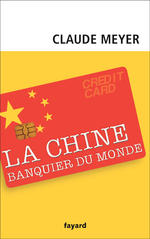 CLAUDE MEYER
CREDIT
CARD
LA CHINE
BANQUIER DU MONDE
fayard